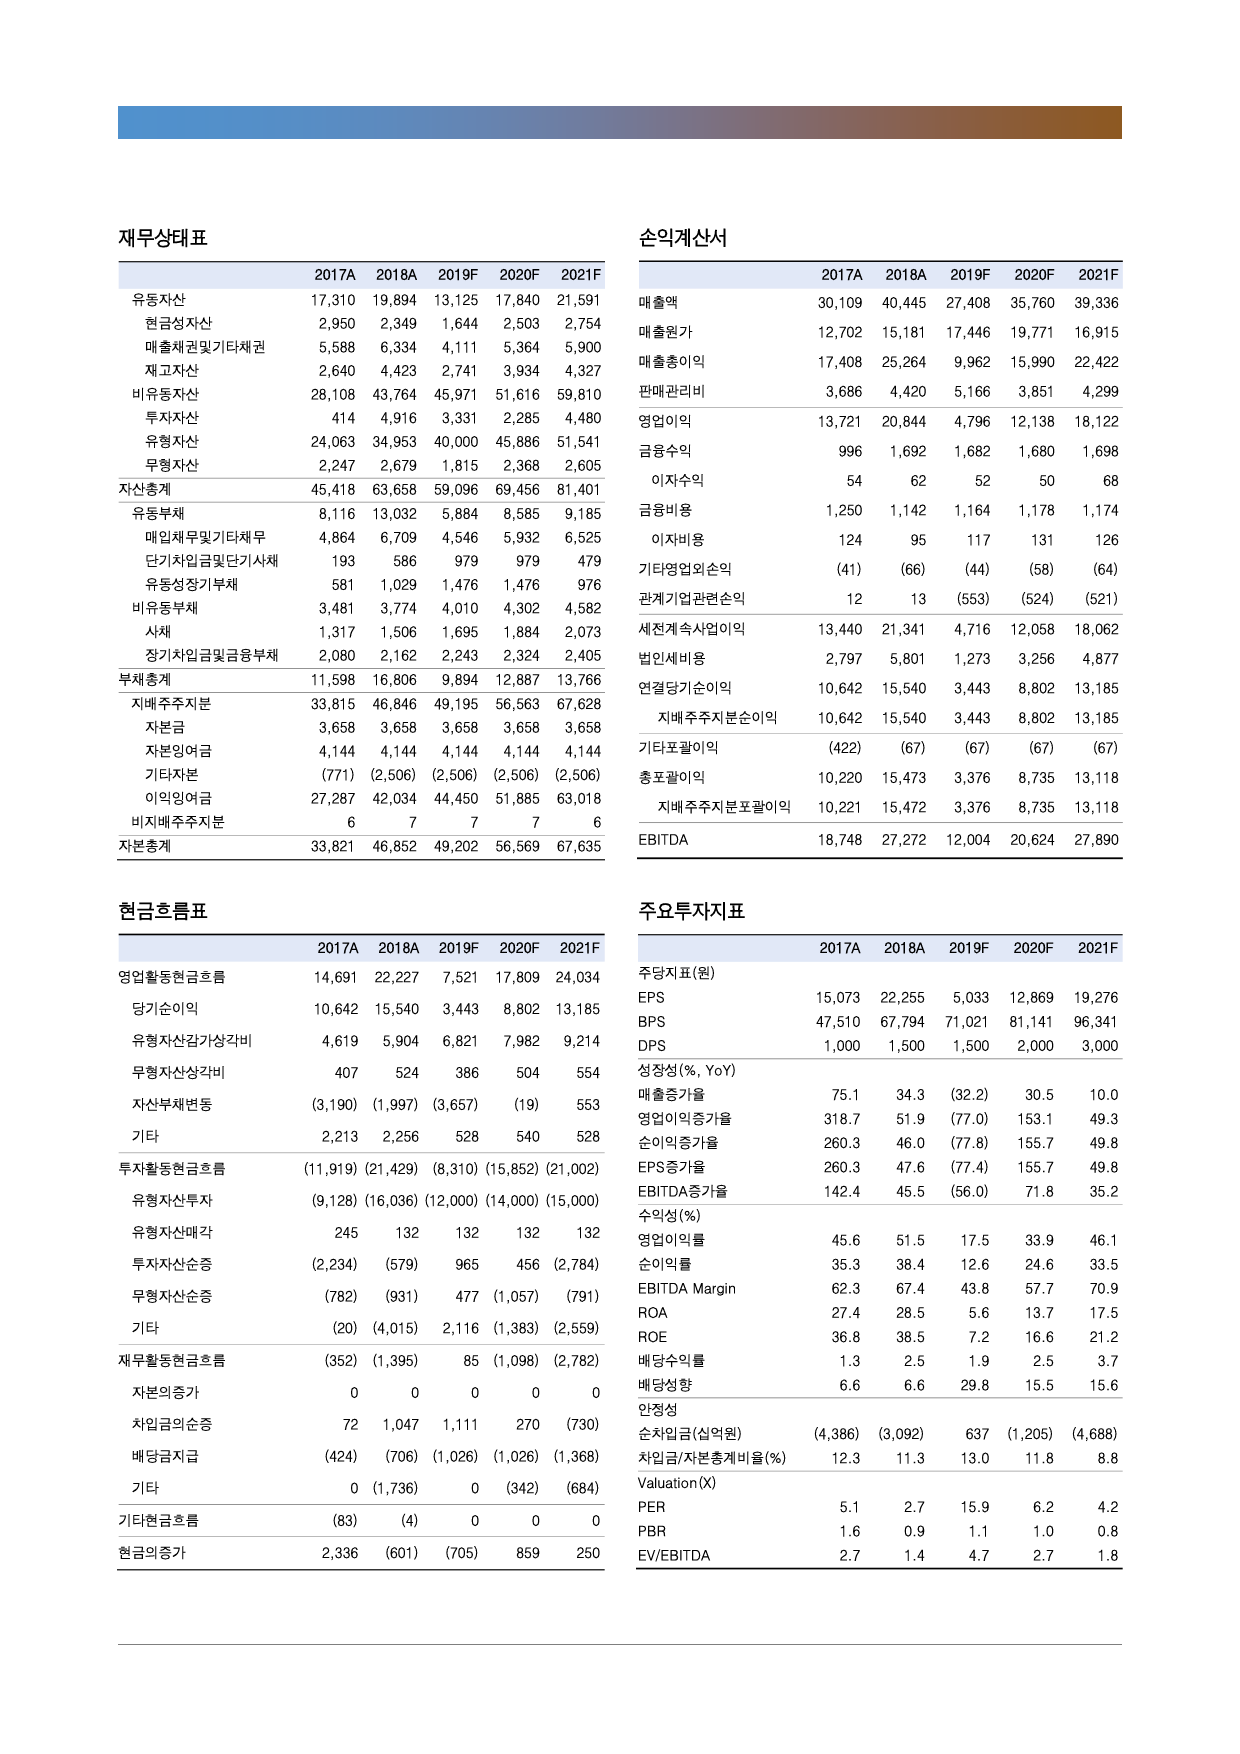 재무상태표
2017A 2018A 2019F 2020F 2021F
유동자산 17,310 19,894 13,125 17,840 21,591
현금성자산 2,950 2,349 1,644 2,503 2,754
매출채권및기타채권 5,588 6,334 4,111 5,364 5,900
재고자산 2,640 4,423 2,741 3,934 4,327
비유동자산 28,108 43,764 45,971 51,616 59,810
투자자산 414 4,916 3,331 2,285 4,480
유형자산 24,063 34,953 40,000 45,886 51,541
무형자산 2,247 2,679 1,815 2,368 2,605
자산총계 45,418 63,658 59,096 69,456 81,401
유동부채 8,116 13,032 5,884 8,585 9,185
매입채무및기타채무 4,864 6,709 4,546 5,932 6,525
단기차입금및단기사채 193 586 979 979 479
유동성장기부채 581 1,029 1,476 1,476 976
비유동부채 3,481 3,774 4,010 4,302 4,582
사채 1,317 1,506 1,695 1,884 2,073
장기차입금및금융부채 2,080 2,162 2,243 2,324 2,405
부채총계 11,598 16,806 9,894 12,887 13,766
지배주주지분 33,815 46,846 49,195 56,563 67,628
자본금 3,658 3,658 3,658 3,658 3,658
자본잉여금 4,144 4,144 4,144 4,144 4,144
기타자본 (771) (2,506) (2,506) (2,506) (2,506)
이익잉여금 27,287 42,034 44,450 51,885 63,018
비지배주주지분 6 7 7 7 6
자본총계 33,821 46,852 49,202 56,569 67,635
손익계산서
2017A 2018A 2019F 2020F 2021F
매출액 30,109 40,445 27,408 35,760 39,336
매출원가 12,702 15,181 17,446 19,771 16,915
매출총이익 17,408 25,264 9,962 15,990 22,422
판매관리비 3,686 4,420 5,166 3,851 4,299
영업이익 13,721 20,844 4,796 12,138 18,122
금융수익 996 1,692 1,682 1,680 1,698
이자수익 54 62 52 50 68
금융비용 1,250 1,142 1,164 1,178 1,174
이자비용 124 95 117 131 126
기타영업외손익 (41) (66) (44) (58) (64)
관계기업관련손익 12 13 (553) (524) (521)
세전계속사업이익 13,440 21,341 4,716 12,058 18,062
법인세비용 2,797 5,801 1,273 3,256 4,877
연결당기순이익 10,642 15,540 3,443 8,802 13,185
지배주주지분순이익 10,642 15,540 3,443 8,802 13,185
기타포괄이익 (422) (67) (67) (67) (67)
총포괄이익 10,220 15,473 3,376 8,735 13,118
지배주주지분포괄이익 10,221 15,472 3,376 8,735 13,118
EBITDA 18,748 27,272 12,004 20,624 27,890
현금흐름표
2017A 2018A 2019F 2020F 2021F
영업활동현금흐름 14,691 22,227 7,521 17,809 24,034
당기순이익 10,642 15,540 3,443 8,802 13,185
유형자산감가상각비 4,619 5,904 6,821 7,982 9,214
무형자산상각비 407 524 386 504 554
자산부채변동 (3,190) (1,997) (3,657) (19) 553
기타 2,213 2,256 528 540 528
투자활동현금흐름 (11,919) (21,429) (8,310) (15,852) (21,002)
유형자산투자 (9,128) (16,036) (12,000) (14,000) (15,000)
유형자산매각 245 132 132 132 132
투자자산순증 (2,234) (579) 965 456 (2,784)
무형자산순증 (782) (931) 477 (1,057) (791)
기타 (20) (4,015) 2,116 (1,383) (2,559)
재무활동현금흐름 (352) (1,395) 85 (1,098) (2,782)
자본의증가 0 0 0 0 0
차입금의순증 72 1,047 1,111 270 (730)
배당금지급 (424) (706) (1,026) (1,026) (1,368)
기타 0 (1,736) 0 (342) (684)
기타현금흐름 (83) (4) 0 0 0
현금의증가 2,336 (601) (705) 859 250
주요투자지표
2017A 2018A 2019F 2020F 2021F
주당지표(원)
EPS 15,073 22,255 5,033 12,869 19,276
BPS 47,510 67,794 71,021 81,141 96,341
DPS 1,000 1,500 1,500 2,000 3,000
성장성(%, YoY)
매출증가율 75.1 34.3 (32.2) 30.5 10.0
영업이익증가율 318.7 51.9 (77.0) 153.1 49.3
순이익증가율 260.3 46.0 (77.8) 155.7 49.8
EPS증가율 260.3 47.6 (77.4) 155.7 49.8
EBITDA증가율 142.4 45.5 (56.0) 71.8 35.2
수익성(%)
영업이익률 45.6 51.5 17.5 33.9 46.1
순이익률 35.3 38.4 12.6 24.6 33.5
EBITDA Margin 62.3 67.4 43.8 57.7 70.9
ROA 27.4 28.5 5.6 13.7 17.5
ROE 36.8 38.5 7.2 16.6 21.2
배당수익률 1.3 2.5 1.9 2.5 3.7
배당성향 6.6 6.6 29.8 15.5 15.6
안정성
순차입금(십억원) (4,386) (3,092) 637 (1,205) (4,688)
차입금/자본총계비율(%) 12.3 11.3 13.0 11.8 8.8
Valuation(X)
PER 5.1 2.7 15.9 6.2 4.2
PBR 1.6 0.9 1.1 1.0 0.8
EV/EBITDA 2.7 1.4 4.7 2.7 1.8